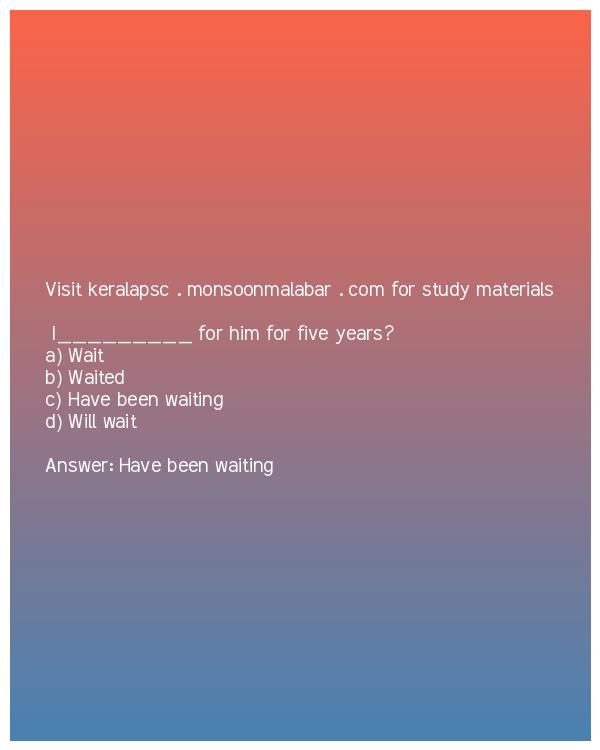 Visit keralapsc . monsoonmalabar . com for study materials
I_________ for him for five years?
a) Wait
b) Waited
c) Have been waiting
d) Will wait
Answer: Have been waiting